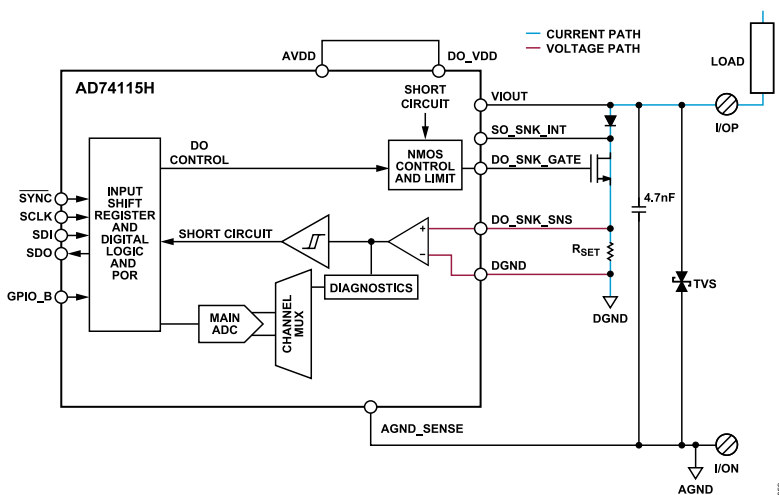 AVDD
DO_VDD
CURRENT PATH
VOLTAGE PATH
LOAD
AD74115H
SHORT
CIRCUIT
VIOUT
I/OP
SO_SNK_INT
DO
CONTROL
NMOS
CONTROL
AND LIMIT
DO_SNK_GATE
SYNC
SCLK
SDI
SDO
GPIO_B
INPUT
SHIFT
REGISTER
AND
DIGITAL
LOGIC
AND
POR
4.7nF
SHORT CIRCUIT
+
−
DO_SNK_SNS
RSET
DGND
DIAGNOSTICS
TVS
DGND
MAIN
ADC
CHANNEL
MUX
AGND_SENSE
I/ON
AGND